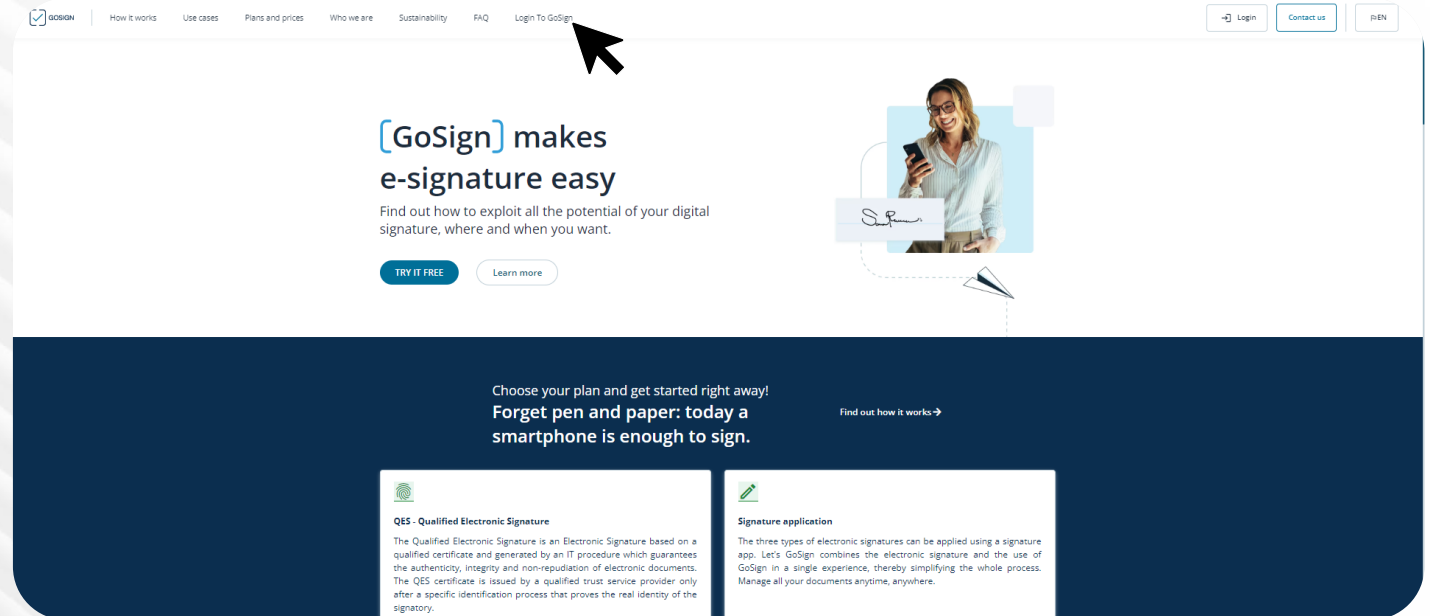 GOSIGN
How it works
Use cases
Plans and prices
Who we are
Sustainability
FAQ
Login To GoSign
Login
Contact us
EN
[GoSign] makes
e-signature easy
Find out how to exploit all the potential of your digital
signature, where and when you want.
TRY IT FREE
Learn more
Choose your plan and get started right away!
Forget pen and paper: today a
smartphone is enough to sign.
Find out how it works
QES - Qualified Electronic Signature
The Qualified Electronic Signature is an Electronic Signature based on a
qualified certificate and generated by an IT procedure which guarantees
the authenticity, integrity and non-repudiation of electronic documents.
The QES certificate is issued by a qualified trust service provider only
after a specific identification process that proves the real identity of the
signatory.
Signature application
The three types of electronic signatures can be applied using a signature
app. Let's GoSign combines the electronic signature and the use of
GoSign in a single experience, thereby simplifying the whole process.
Manage all your documents anytime, anywhere.